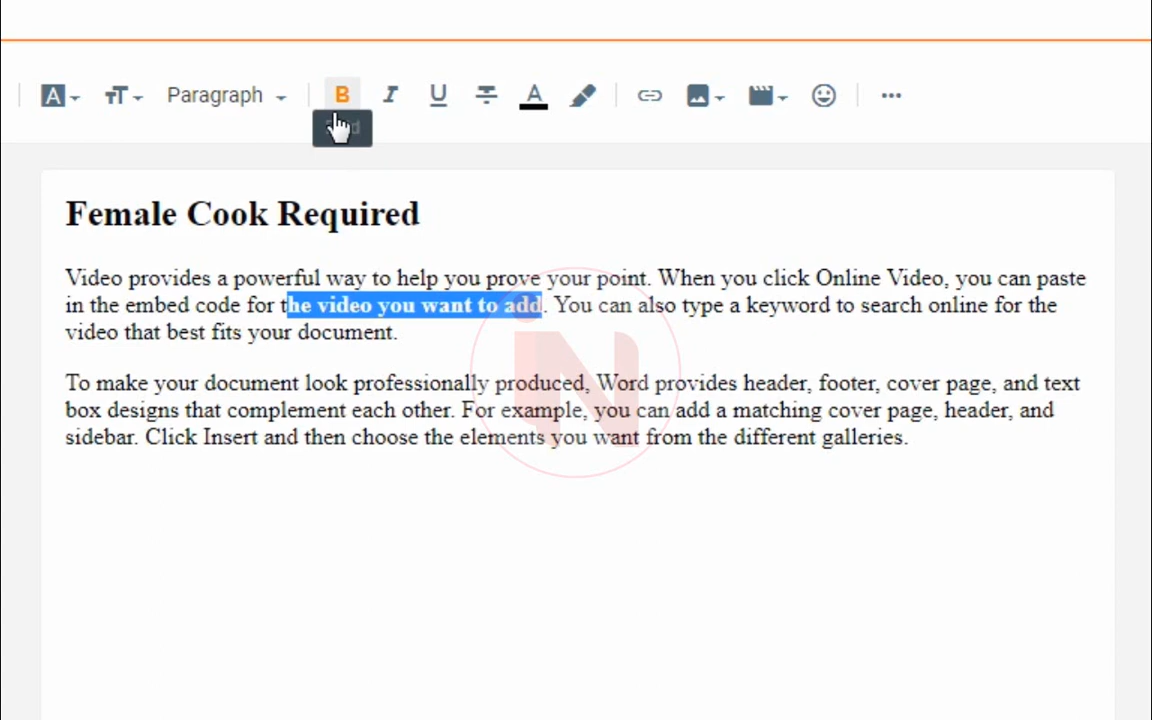 A
TT
Paragraph
B
I
U
A
Female Cook Required
Video provides a powerful way to help you prove your point. When you click Online Video, you can paste
in the embed code for the video you want to add. You can also type a keyword to search online for the
video that best fits your document.
To make your document look professionally produced, Word provides header, footer, cover page, and text
box designs that complement each other. For example, you can add a matching cover page, header, and
sidebar. Click Insert and then choose the elements you want from the different galleries.
iN